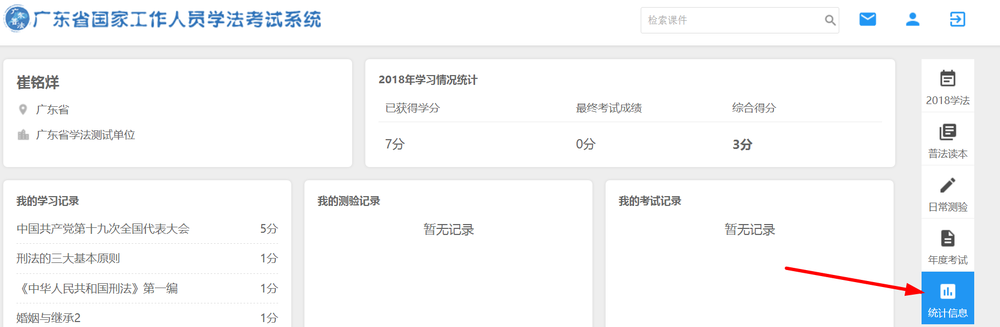 广东普法
广东省国家工作人员学法考试系统
检索课件
崔铭烊
广东省
广东省学法测试单位
2018年学习情况统计
已获得学分 最终考试成绩 综合得分
7分 0分 3分
我的学习记录
中国共产党第十九次全国代表大会 5分
刑法的三大基本原则 1分
《中华人民共和国刑法》第一编 1分
婚姻与继承2 1分
我的测验记录
暂无记录
我的考试记录
暂无记录
2018学法
普法读本
日常测验
年度考试
统计信息